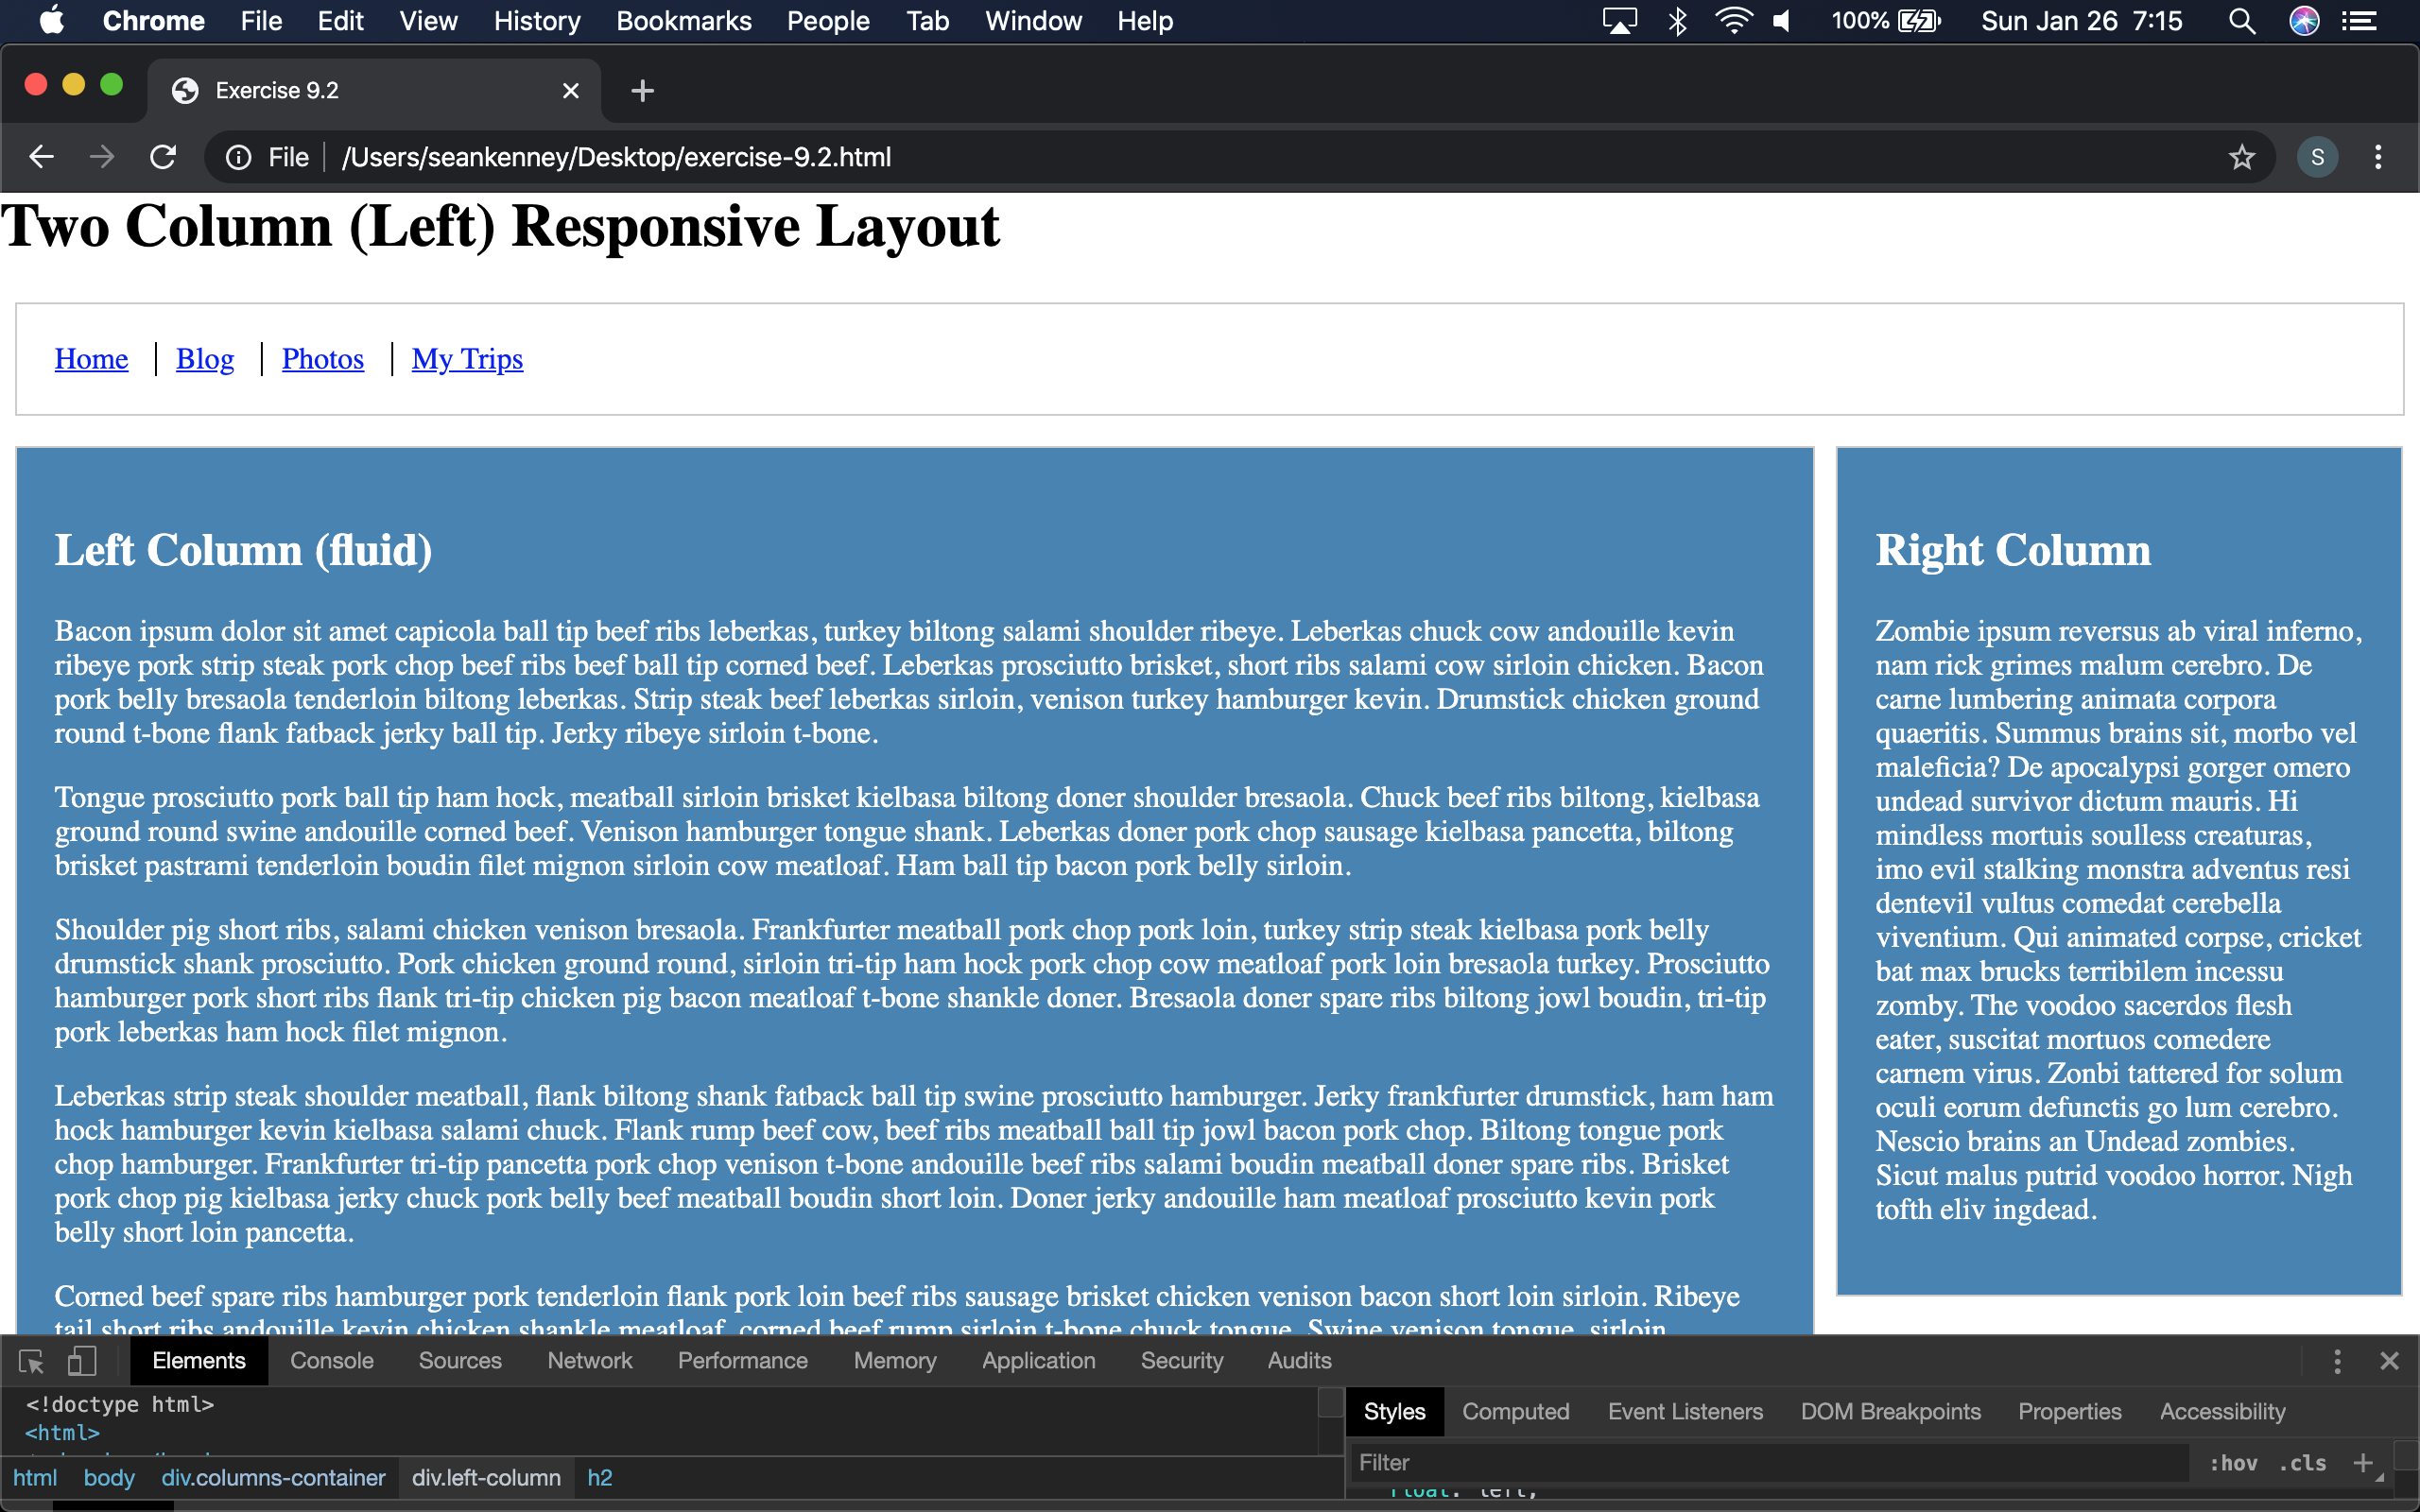 Chrome File Edit View History Bookmarks People Tab Window Help 100% Sun Jan 26 7:15
Exercise 9.2
File /Users/seankenney/Desktop/exercise-9.2.html S
Two Column (Left) Responsive Layout
Home Blog Photos My Trips
Left Column (fluid)
Bacon ipsum dolor sit amet capicola ball tip beef ribs leberkas, turkey biltong salami shoulder ribeye. Leberkas chuck cow andouille kevin
ribeye pork strip steak pork chop beef ribs beef ball tip corned beef. Leberkas prosciutto brisket, short ribs salami cow sirloin chicken. Bacon
pork belly bresaola tenderloin biltong leberkas. Strip steak beef leberkas sirloin, venison turkey hamburger kevin. Drumstick chicken ground
round t-bone flank fatback jerky ball tip. Jerky ribeye sirloin t-bone.
Tongue prosciutto pork ball tip ham hock, meatball sirloin brisket kielbasa biltong doner shoulder bresaola. Chuck beef ribs biltong, kielbasa
ground round swine andouille corned beef. Venison hamburger tongue shank. Leberkas doner pork chop sausage kielbasa pancetta, biltong
brisket pastrami tenderloin boudin filet mignon sirloin cow meatloaf. Ham ball tip bacon pork belly sirloin.
Shoulder pig short ribs, salami chicken venison bresaola. Frankfurter meatball pork chop pork loin, turkey strip steak kielbasa pork belly
drumstick shank prosciutto. Pork chicken ground round, sirloin tri-tip ham hock pork chop cow meatloaf pork loin bresaola turkey. Prosciutto
hamburger pork short ribs flank tri-tip chicken pig bacon meatloaf t-bone shankle doner. Bresaola doner spare ribs biltong jowl boudin, tri-tip
pork leberkas ham hock filet mignon.
Leberkas strip steak shoulder meatball, flank biltong shank fatback ball tip swine prosciutto hamburger. Jerky frankfurter drumstick, ham ham
hock hamburger kevin kielbasa salami chuck. Flank rump beef cow, beef ribs meatball ball tip jowl bacon pork chop. Biltong tongue pork
chop hamburger. Frankfurter tri-tip pancetta pork chop venison t-bone andouille beef ribs salami boudin meatball doner spare ribs. Brisket
pork chop pig kielbasa jerky chuck pork belly beef meatball boudin short loin. Doner jerky andouille ham meatloaf prosciutto kevin pork
belly short loin pancetta.
Corned beef spare ribs hamburger pork tenderloin flank pork loin beef ribs sausage brisket chicken venison bacon short loin sirloin. Ribeye
tail short ribs andouille kevin chicken shankle meatloaf, corned beef rump sirloin t-bone chuck tongue. Swine venison tongue, sirloin
Right Column
Zombie ipsum reversus ab viral inferno,
nam rick grimes malum cerebro. De
carne lumbering animata corpora
quaeritis. Summus brains sit, morbo vel
maleficia? De apocalypsi gorger omero
undead survivor dictum mauris. Hi
mindless mortuis soulless creaturas,
imo evil stalking monstra adventus resi
dentevil vultus comedat cerebella
viventium. Qui animated corpse, cricket
bat max brucks terribilem incessu
zomby. The voodoo sacerdos flesh
eater, suscitat mortuos comedere
carnem virus. Zonbi tattered for solum
oculi eorum defunctis go lum cerebro.
Nescio brains an Undead zombies.
Sicut malus putrid voodoo horror. Nigh
tofth eliv ingdead.
Elements Console Sources Network Performance Memory Application Security Audits
<!doctype html>
<html>
html body div.columns-container div.left-column h2
Styles Computed Event Listeners DOM Breakpoints Properties Accessibility
Filter :hov .cls
float: left;